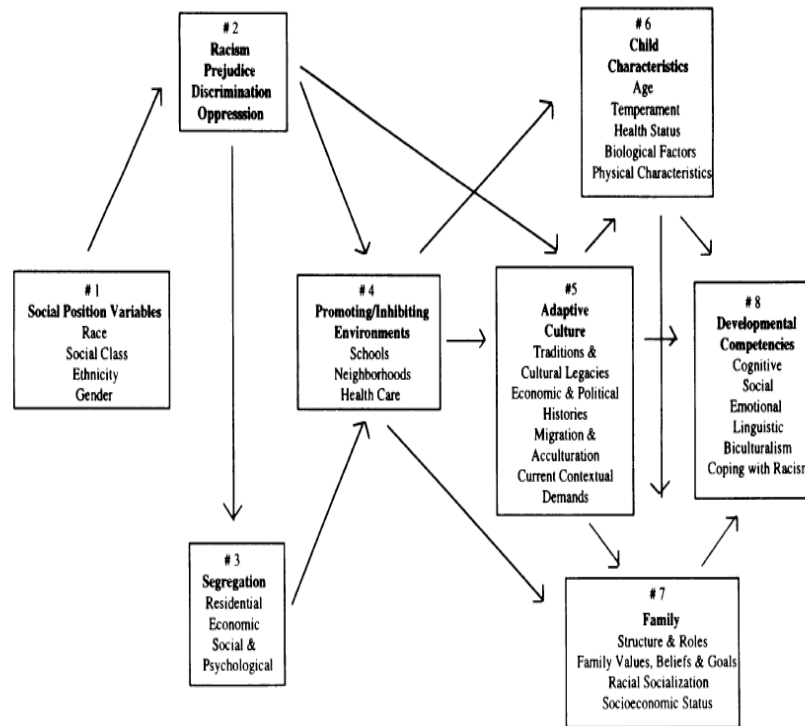 # 2
Racism
Prejudice
Discrimination
Oppresssion
# 6
Child
Characteristics
Age
Temperament
Health Status
Biological Factors
Physical Characteristics
# 1
Social Position Variables
Race
Social Class
Ethnicity
Gender
# 4
Promoting/Inhibiting
Environments
Schools
Neighborhoods
Health Care
#5
Adaptive
Culture
Traditions &
Cultural Legacies
Economic & Political
Histories
Migration &
Acculturation
Current Contextual
Demands
# 8
Developmental
Competencies
Cognitive
Social
Emotional
Linguistic
Biculturalism
Coping with Racism
# 3
Segregation
Residential
Economic
Social &
Psychological
# 7
Family
Structure & Roles
Family Values, Beliefs & Goals
Racial Socialization
Socioeconomic Status